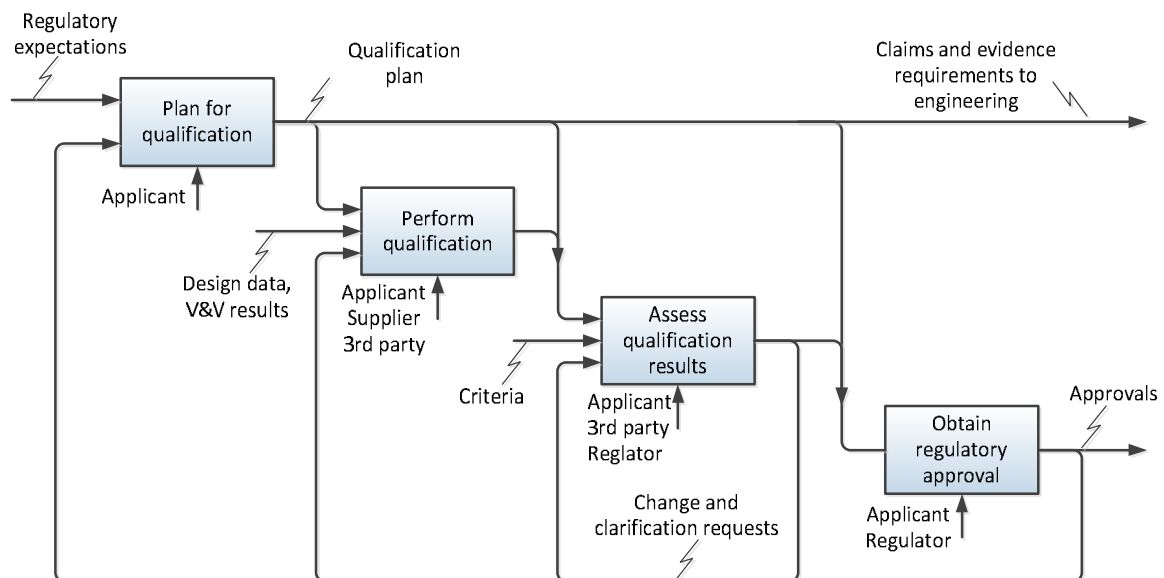 Regulatory
expectations
Qualification
plan
Claims and evidence
requirements to
engineering
Plan for
qualification
Applicant
Perform
qualification
Design data,
V&V results
Applicant
Supplier
3rd party
Assess
qualification
results
Criteria
Applicant
3rd party
Reglator
Approvals
Obtain
regulatory
approval
Change and
clarification requests
Applicant
Regulator